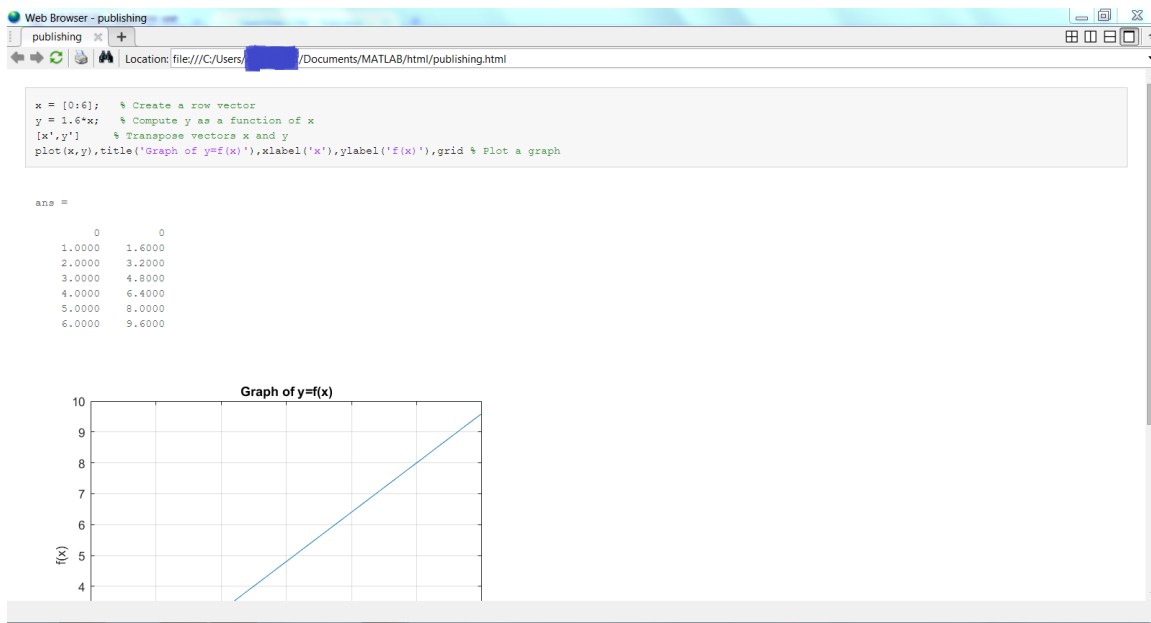 Web Browser - publishing
publishing
Location: file:///C:/Users/ /Documents/MATLAB/html/publishing.html
x = [0:6];   % Create a row vector
y = 1.6*x;   % Compute y as a function of x
[x',y']     % Transpose vectors x and y
plot(x,y),title('Graph of y=f(x)'),xlabel('x'),ylabel('f(x)'),grid % Plot a graph
ans =
0 0
1.0000 1.6000
2.0000 3.2000
3.0000 4.8000
4.0000 6.4000
5.0000 8.0000
6.0000 9.6000
Graph of y=f(x)
10
9
8
7
6
5
4
f(x)